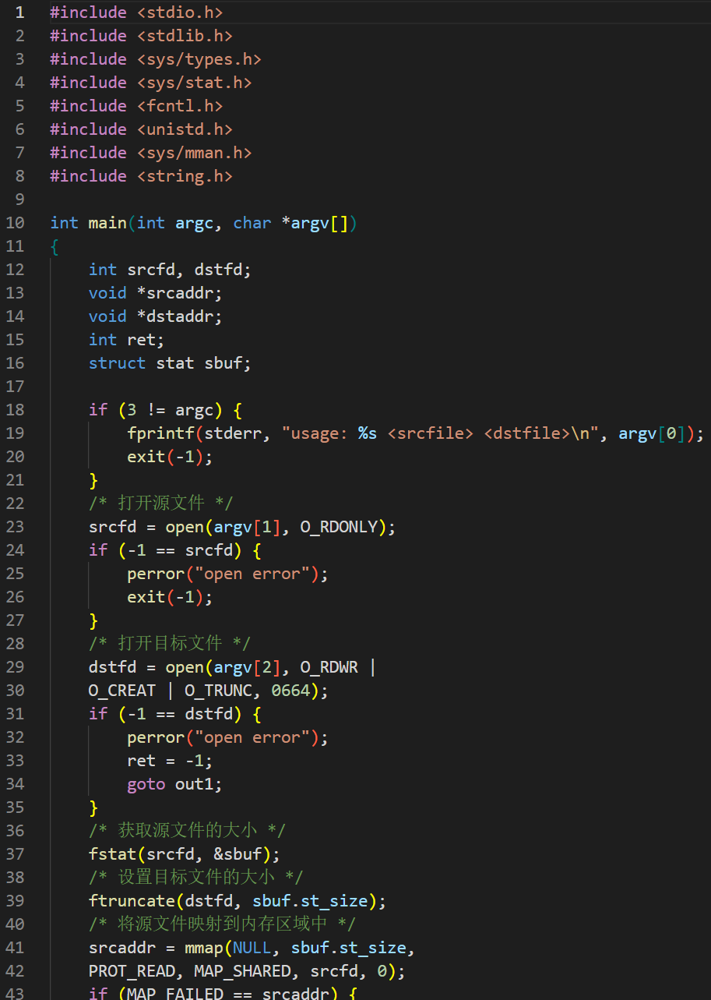 1 #include <stdio.h>
2 #include <stdlib.h>
3 #include <sys/types.h>
4 #include <sys/stat.h>
5 #include <fcntl.h>
6 #include <unistd.h>
7 #include <sys/mman.h>
8 #include <string.h>
9
10 int main(int argc, char *argv[])
11 {
12     int srcfd, dstfd;
13     void *srcaddr;
14     void *dstaddr;
15     int ret;
16     struct stat sbuf;
17
18     if (3 != argc) {
19         fprintf(stderr, "usage: %s <srcfile> <dstfile>\n", argv[0]);
20         exit(-1);
21     }
22     /* 打开源文件 */
23     srcfd = open(argv[1], O_RDONLY);
24     if (-1 == srcfd) {
25         perror("open error");
26         exit(-1);
27     }
28     /* 打开目标文件 */
29     dstfd = open(argv[2], O_RDWR |
30     O_CREAT | O_TRUNC, 0664);
31     if (-1 == dstfd) {
32         perror("open error");
33         ret = -1;
34         goto out1;
35     }
36     /* 获取源文件的大小 */
37     fstat(srcfd, &sbuf);
38     /* 设置目标文件的大小 */
39     ftruncate(dstfd, sbuf.st_size);
40     /* 将源文件映射到内存区域中 */
41     srcaddr = mmap(NULL, sbuf.st_size,
42     PROT_READ, MAP_SHARED, srcfd, 0);
43     if (MAP_FAILED == srcaddr) {